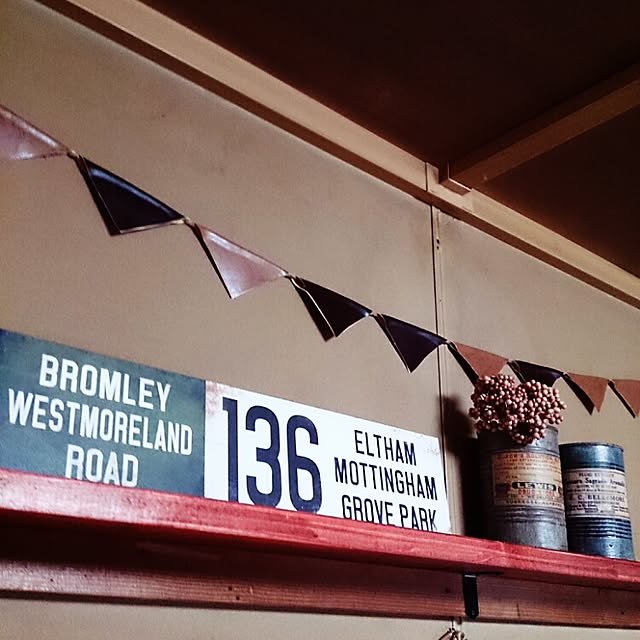 BROMLEY
WESTMORELAND
ROAD
136
ELTHAM
MOTTINGHAM
GROVE PARK